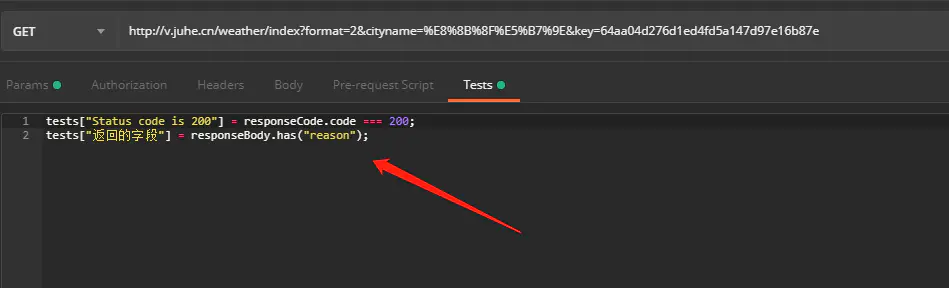 GET http://v.juhe.cn/weather/index?format=2&cityname=%E8%8B%8F%E5%B7%9E&key=64aa04d276d1ed4fd5a147d97e16b87e
Params Authorization Headers Body Pre-request Script Tests
1 tests["Status code is 200"] = responseCode.code === 200;
2 tests["返回的字段"] = responseBody.has("reason");